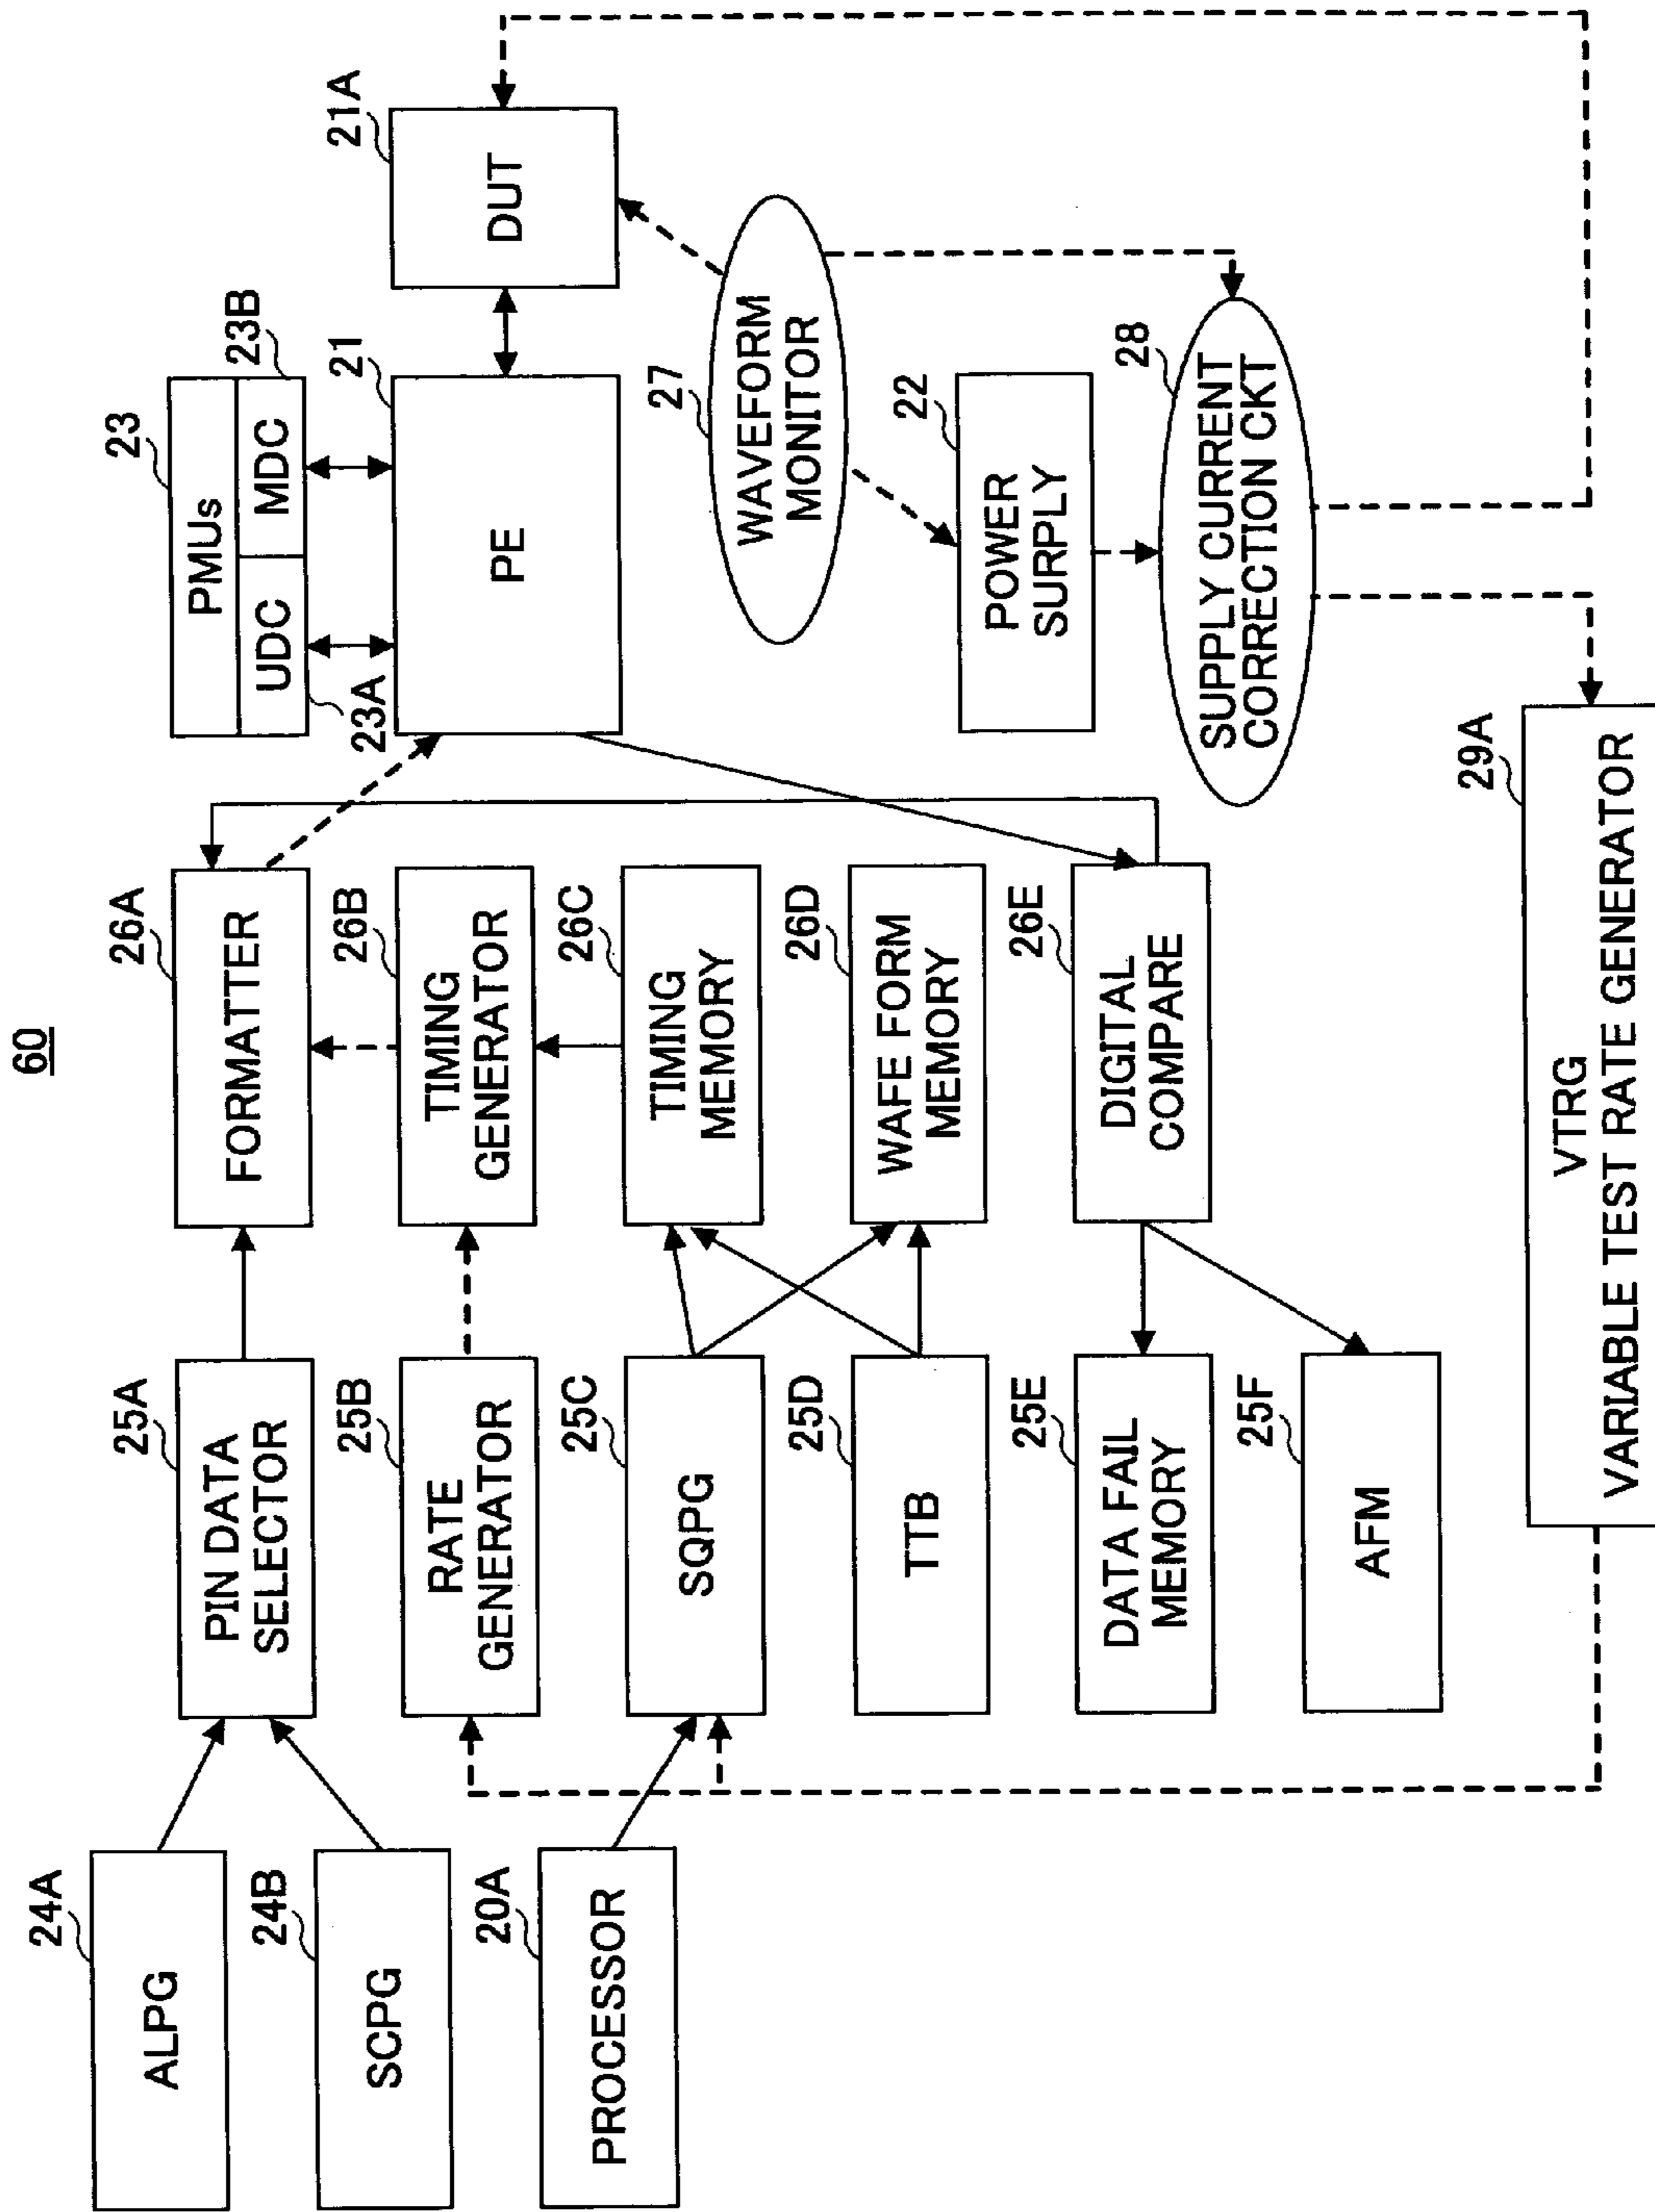 60
24A
ALPG
24B
SCPG
20A
PROCESSOR
25A
PIN DATA
SELECTOR
25B
RATE
GENERATOR
25C
SQPG
25D
TTB
25E
DATA FAIL
MEMORY
25F
AFM
26A
FORMATTER
26B
TIMING
GENERATOR
26C
TIMING
MEMORY
26D
WAFE FORM
MEMORY
26E
DIGITAL
COMPARE
23
PMUs
UDC
MDC
23A
23B
21
PE
21A
DUT
27
WAVEFORM
MONITOR
22
POWER
SURPLY
28
SUPPLY CURRENT
CORRECTION CKT
29A
VTRG
VARIABLE TEST RATE GENERATOR